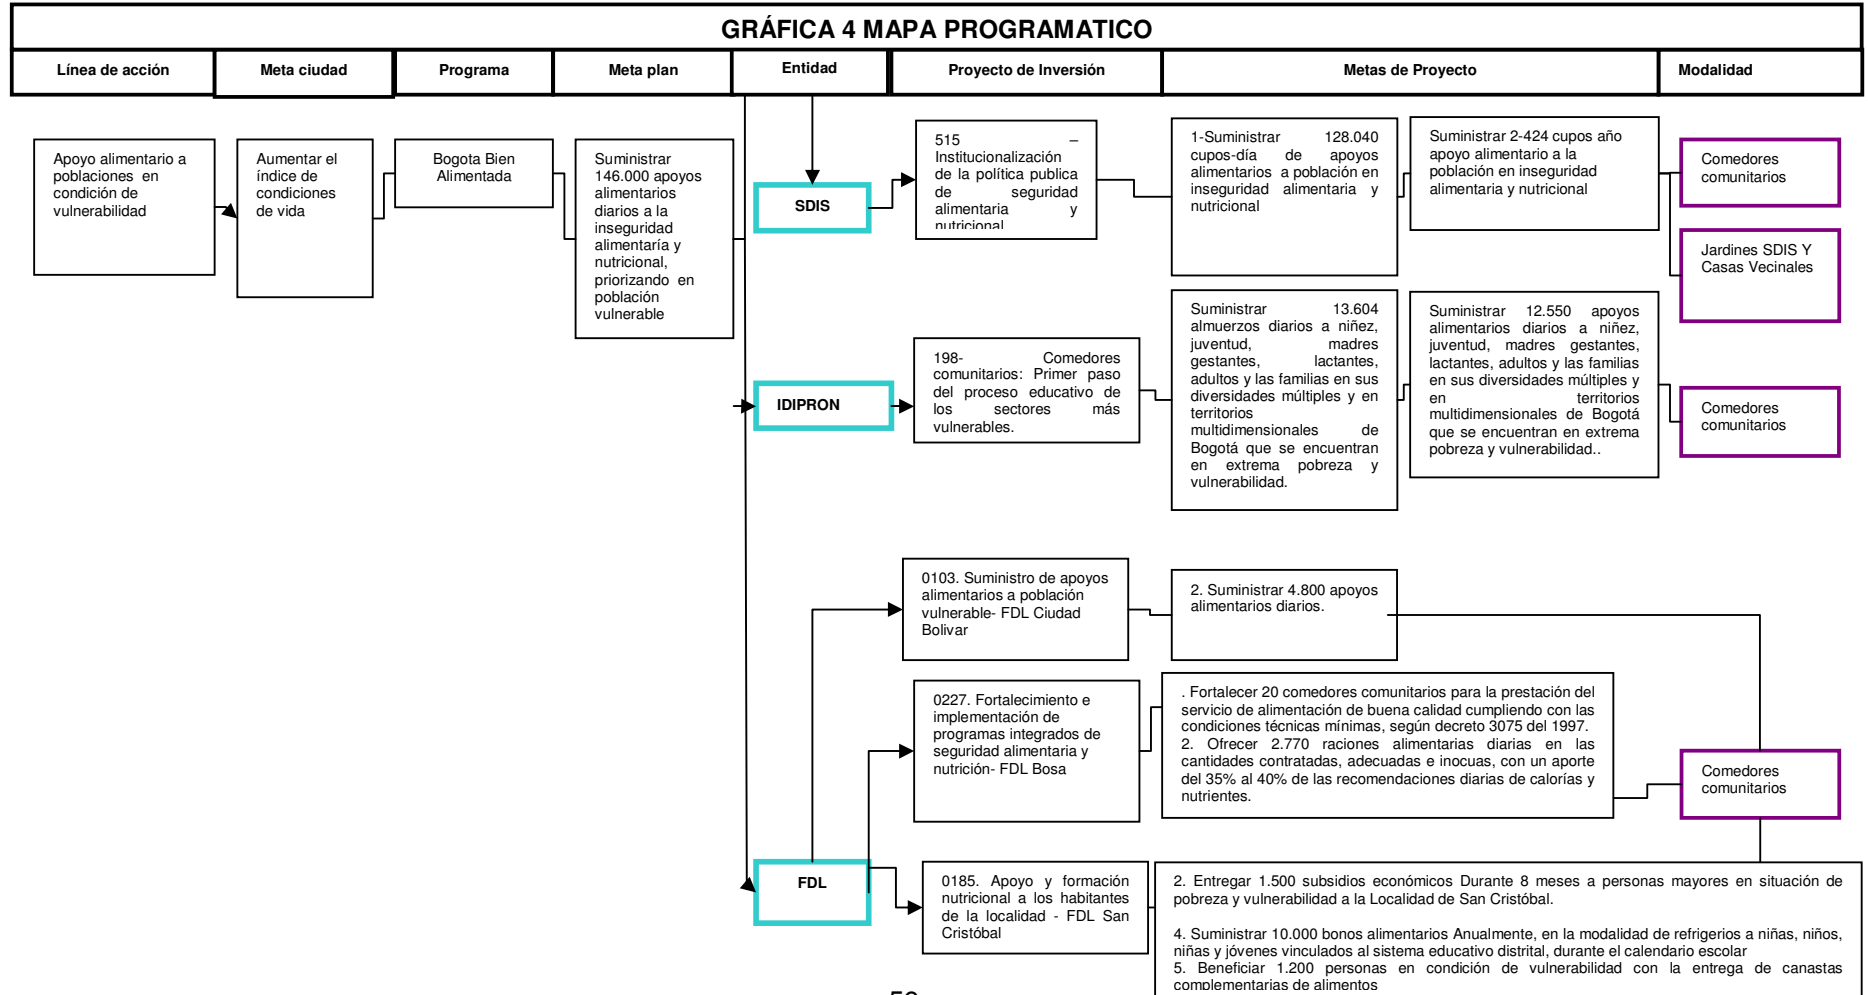 GRÁFICA 4 MAPA PROGRAMATICO
Línea de acción
Meta ciudad
Programa
Meta plan
Entidad
Proyecto de Inversión
Metas de Proyecto
Modalidad
Apoyo alimentario a
poblaciones en
condición de
vulnerabilidad
Aumentar el
índice de
condiciones
de vida
Bogota Bien
Alimentada
Suministrar
146.000 apoyos
alimentarios
diarios a la
inseguridad
alimentaría y
nutricional,
priorizando en
población
vulnerable
SDIS
515 –
Institucionalización
de la política publica
de seguridad
alimentaria y
nutricional
1-Suministrar 128.040
cupos-día de apoyos
alimentarios a población en
inseguridad alimentaria y
nutricional
Suministrar 2-424 cupos año
apoyo alimentario a la
población en inseguridad
alimentaria y nutricional
Comedores
comunitarios
Jardines SDIS Y
Casas Vecinales
IDIPRON
198- Comedores
comunitarios: Primer paso
del proceso educativo de
los sectores más
vulnerables.
Suministrar 13.604
almuerzos diarios a niñez,
juventud, madres
gestantes, lactantes,
adultos y las familias en sus
diversidades múltiples y en
territorios
multidimensionales de
Bogotá que se encuentran
en extrema pobreza y
vulnerabilidad.
Suministrar 12.550 apoyos
alimentarios diarios a niñez,
juventud, madres gestantes,
lactantes, adultos y las familias
en sus diversidades múltiples y
en territorios
multidimensionales de Bogotá
que se encuentran en extrema
pobreza y vulnerabilidad..
Comedores
comunitarios
FDL
0103. Suministro de apoyos
alimentarios a población
vulnerable- FDL Ciudad
Bolivar
2. Suministrar 4.800 apoyos
alimentarios diarios.
0227. Fortalecimiento e
implementación de
programas integrados de
seguridad alimentaria y
nutrición- FDL Bosa
. Fortalecer 20 comedores comunitarios para la prestación del
servicio de alimentación de buena calidad cumpliendo con las
condiciones técnicas mínimas, según decreto 3075 del 1997.
2. Ofrecer 2.770 raciones alimentarias diarias en las
cantidades contratadas, adecuadas e inocuas, con un aporte
del 35% al 40% de las recomendaciones diarias de calorías y
nutrientes.
Comedores
comunitarios
0185. Apoyo y formación
nutricional a los habitantes
de la localidad - FDL San
Cristóbal
2. Entregar 1.500 subsidios económicos Durante 8 meses a personas mayores en situación de
pobreza y vulnerabilidad a la Localidad de San Cristóbal.
4. Suministrar 10.000 bonos alimentarios Anualmente, en la modalidad de refrigerios a niñas, niños,
niñas y jóvenes vinculados al sistema educativo distrital, durante el calendario escolar
5. Beneficiar 1.200 personas en condición de vulnerabilidad con la entrega de canastas
complementarias de alimentos